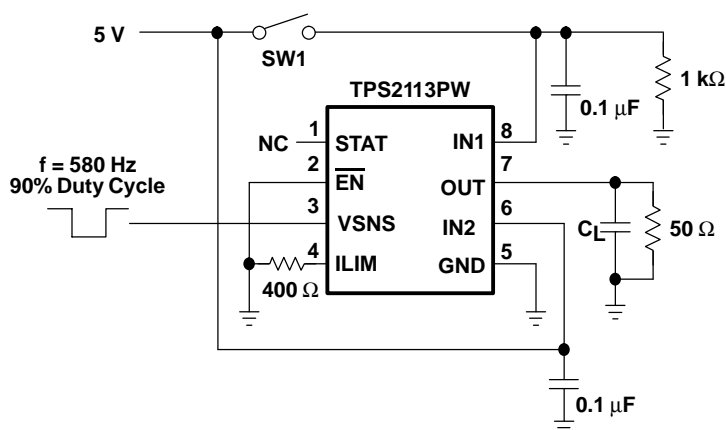 5 V
SW1
TPS2113PW
0.1 µF
1 kΩ
NC
1
STAT
IN1
8
f = 580 Hz
90% Duty Cycle
2
EN
OUT
7
3
VSNS
IN2
6
CL
50 Ω
4
ILIM
GND
5
400 Ω
0.1 µF